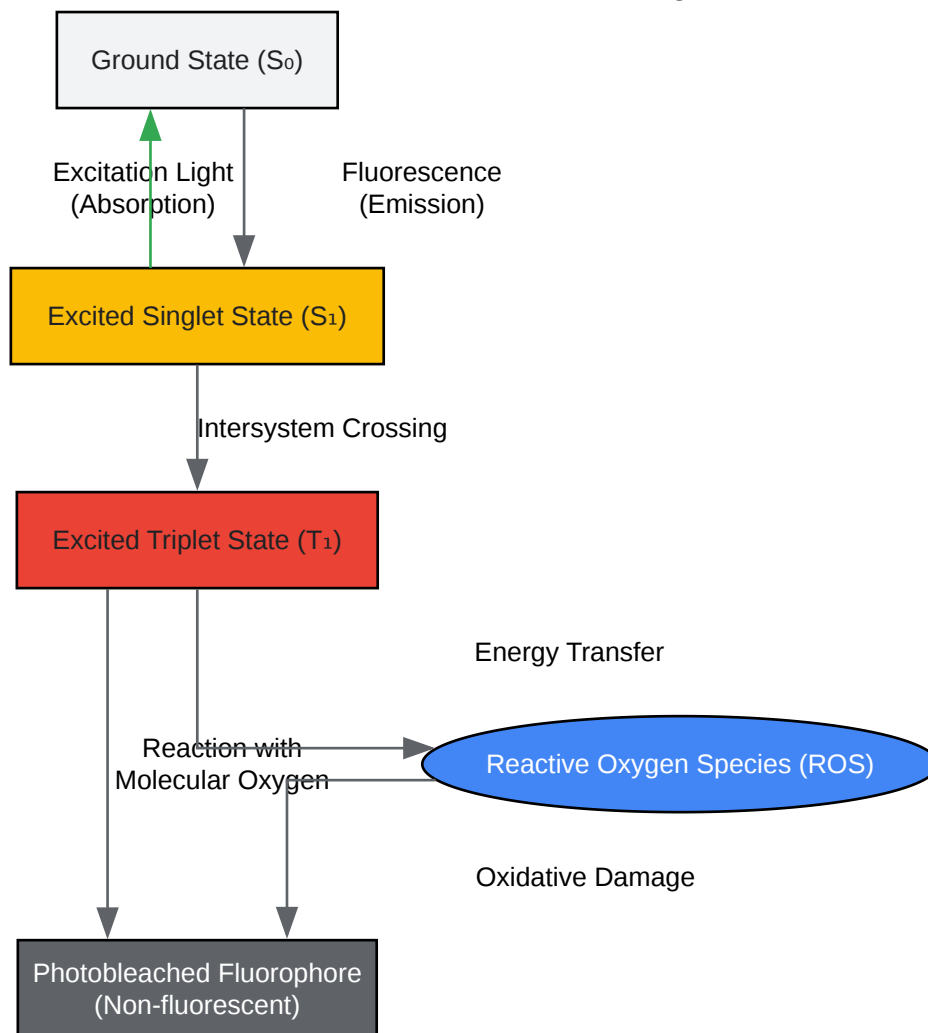 Ground State (S₀)
Excitation Light
(Absorption)
Fluorescence
(Emission)
Excited Singlet State (S₁)
Intersystem Crossing
Excited Triplet State (T₁)
Energy Transfer
Reaction with
Molecular Oxygen
Reactive Oxygen Species (ROS)
Oxidative Damage
Photobleached Fluorophore
(Non-fluorescent)